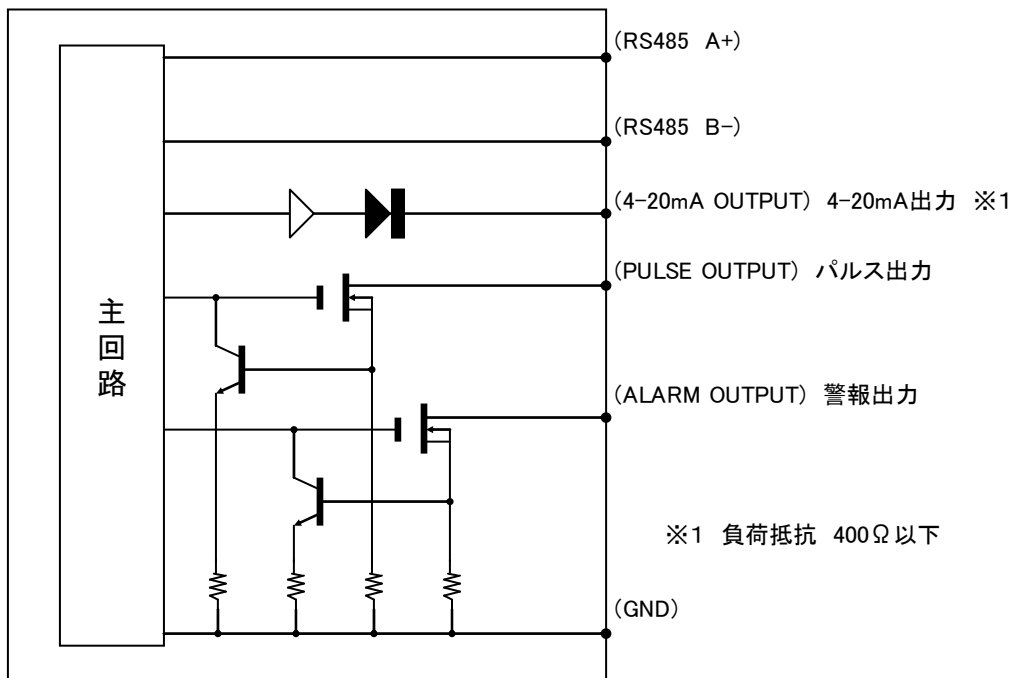 (RS485 A+)
(RS485 B-)
(4-20mA OUTPUT) 4-20mA出力 ※1
(PULSE OUTPUT) パルス出力
主
回
路
(ALARM OUTPUT) 警報出力
※1 負荷抵抗 400Ω以下
(GND)